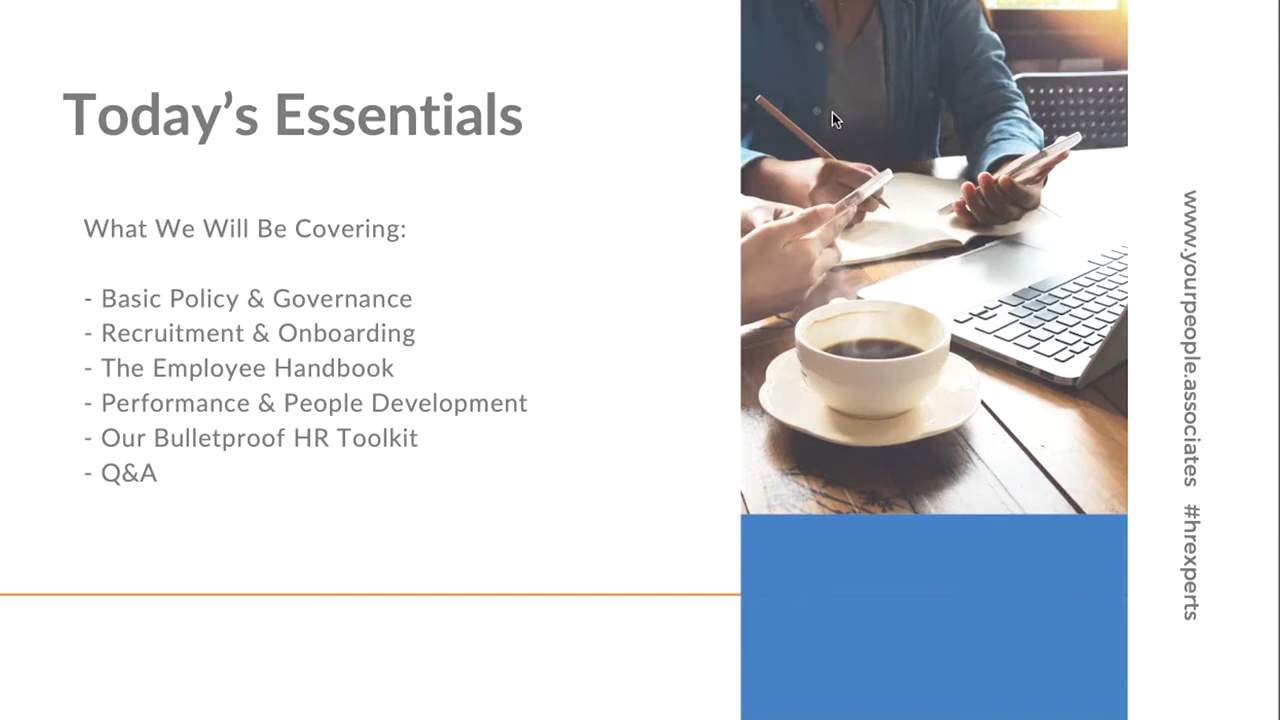 Today’s Essentials
What We Will Be Covering:
- Basic Policy & Governance
- Recruitment & Onboarding
- The Employee Handbook
- Performance & People Development
- Our Bulletproof HR Toolkit
- Q&A
www.yourpeople.associates #hrexperts